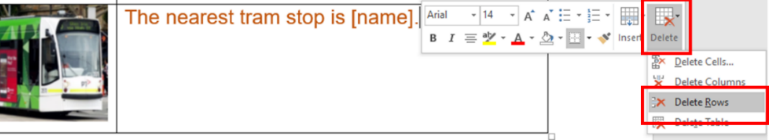 The nearest tram stop is [name].
Arial 14 A A
B I A Insert Delete
Delete Cells...
Delete Columns
Delete Rows
Delete Table